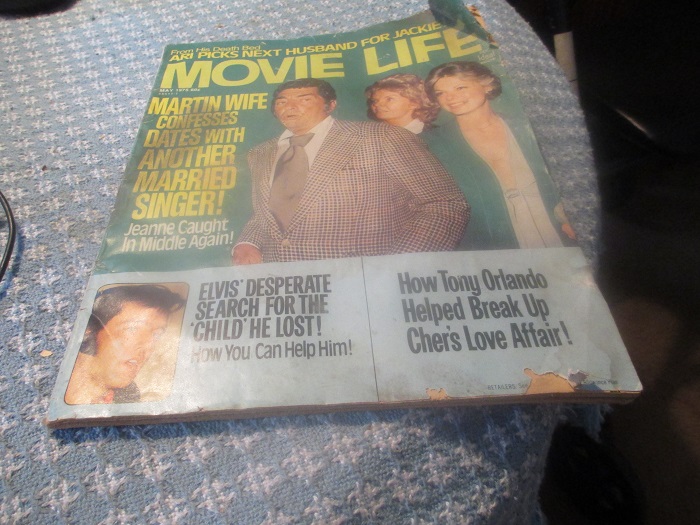 From His Death Bed
ARI PICKS NEXT HUSBAND FOR JACKIE
MOVIE LIFE
MAY
MARTIN WIFE
CONFESSES
DATES WITH
ANOTHER
MARRIED
SINGER!
Jeanne Caught
In Middle Again!
ELVIS' DESPERATE
SEARCH FOR THE
'CHILD' HE LOST!
How You Can Help Him!
How Tony Orlando
Helped Break Up
Cher's Love Affair!
RETAILERS: